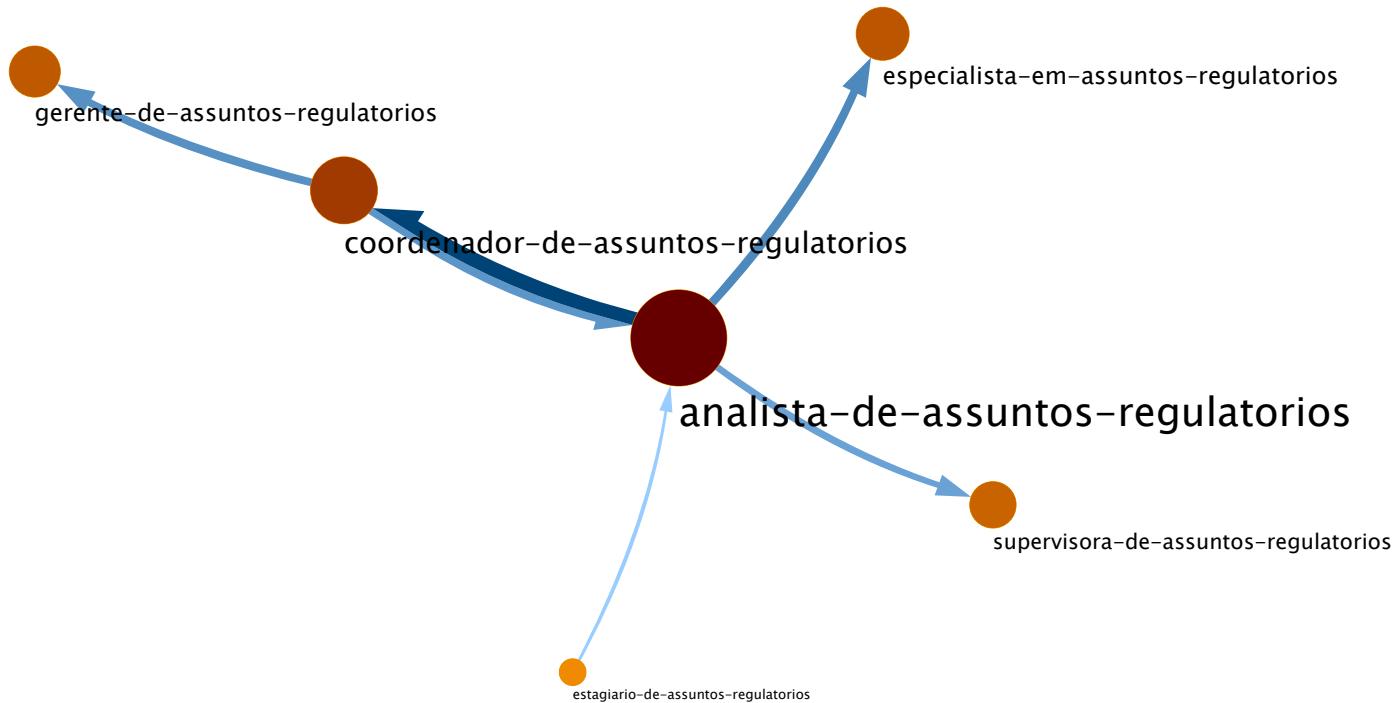 especialista-em-assuntos-regulatorios
gerente-de-assuntos-regulatorios
coordenador-de-assuntos-regulatorios
analista-de-assuntos-regulatorios
supervisora-de-assuntos-regulatorios
estagiario-de-assuntos-regulatorios